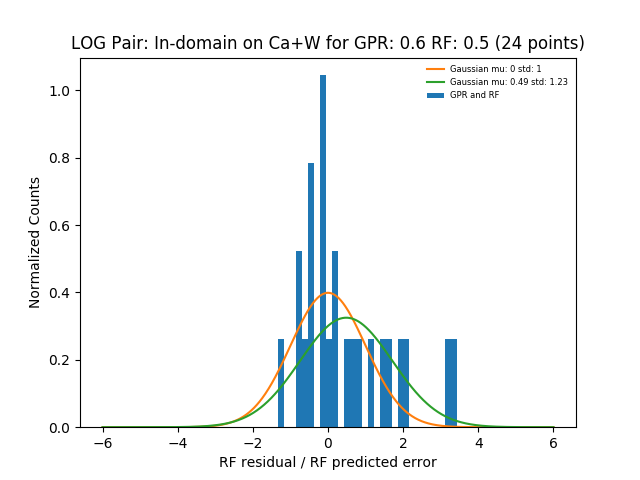 LOG Pair: In-domain on Ca+W for GPR: 0.6 RF: 0.5 (24 points)
Gaussian mu: 0 std: 1
Gaussian mu: 0.49 std: 1.23
GPR and RF
Normalized Counts
1.0
0.8
0.6
0.4
0.2
0.0
−6 −4 −2 0 2 4 6
RF residual / RF predicted error